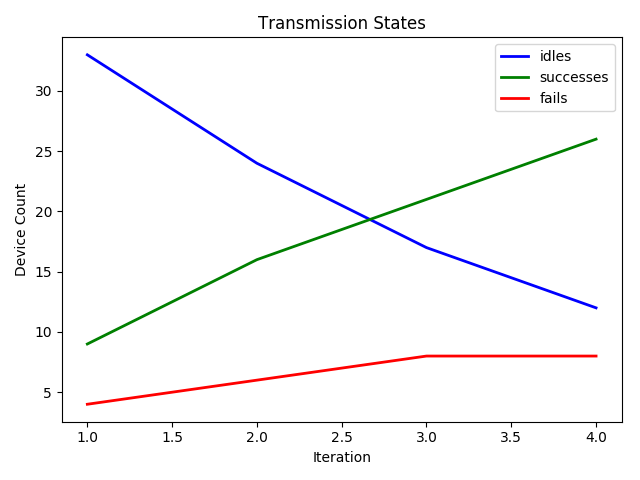 Transmission States
idles
successes
fails
Device Count
30
25
20
15
10
5
1.0 1.5 2.0 2.5 3.0 3.5 4.0
Iteration